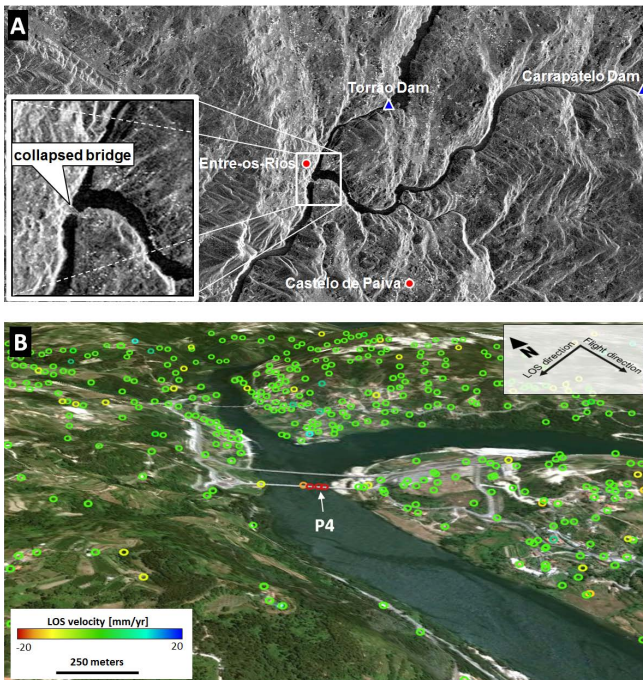 A
Torrão Dam
Carrapatelo Dam
collapsed bridge
Entre-os-Rios
Castelo de Paiva
B
N
LOS direction
Flight direction
P4
LOS velocity [mm/yr]
-20
20
250 meters